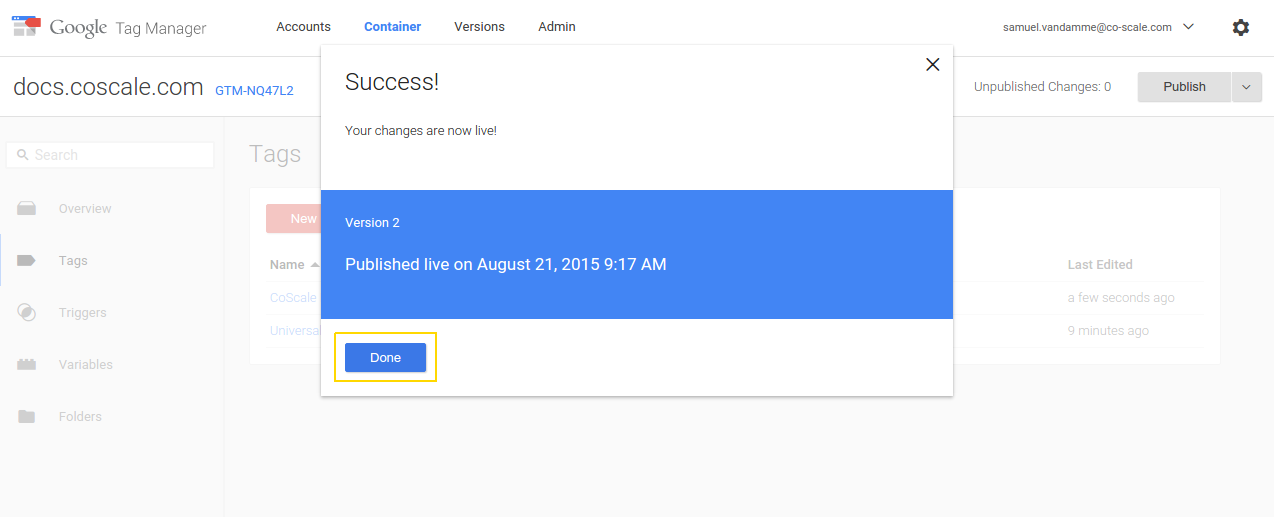 Google Tag Manager Accounts Container Versions Admin samuel.vandamme@co-scale.com
docs.coscale.com GTM-NQ47L2 Unpublished Changes: 0 Publish
Success!
Your changes are now live!
Version 2
Published live on August 21, 2015 9:17 AM
Done
Search
Overview
Tags
Triggers
Variables
Folders
Tags
New
Name Last Edited
CoScale a few seconds ago
Universa 9 minutes ago